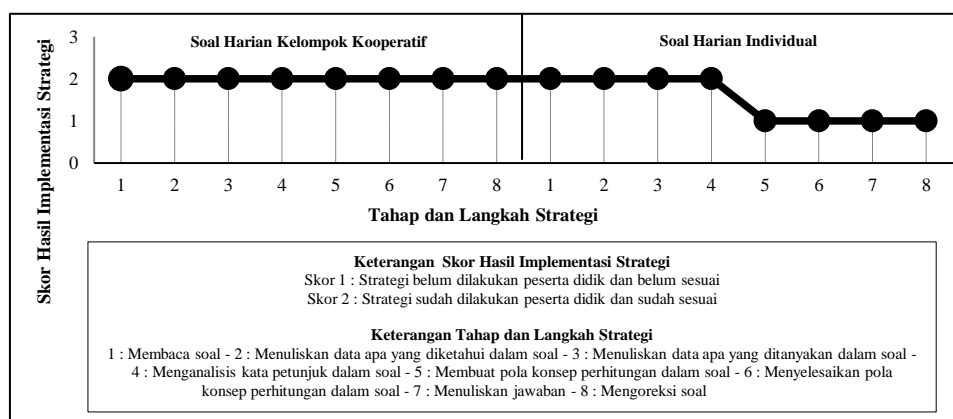 Soal Harian Kelompok Kooperatif
Soal Harian Individual
Skor Hasil Implementasi Strategi
3
2
1
0
1 2 3 4 5 6 7 8 1 2 3 4 5 6 7 8
Tahap dan Langkah Strategi
Keterangan Skor Hasil Implementasi Strategi
Skor 1 : Strategi belum dilakukan peserta didik dan belum sesuai
Skor 2 : Strategi sudah dilakukan peserta didik dan sudah sesuai
Keterangan Tahap dan Langkah Strategi
1 : Membaca soal - 2 : Menuliskan data apa yang diketahui dalam soal - 3 : Menuliskan data apa yang ditanyakan dalam soal -
4 : Menganalisis kata petunjuk dalam soal - 5 : Membuat pola konsep perhitungan dalam soal - 6 : Menyelesaikan pola
konsep perhitungan dalam soal - 7 : Menuliskan jawaban - 8 : Mengoreksi soal